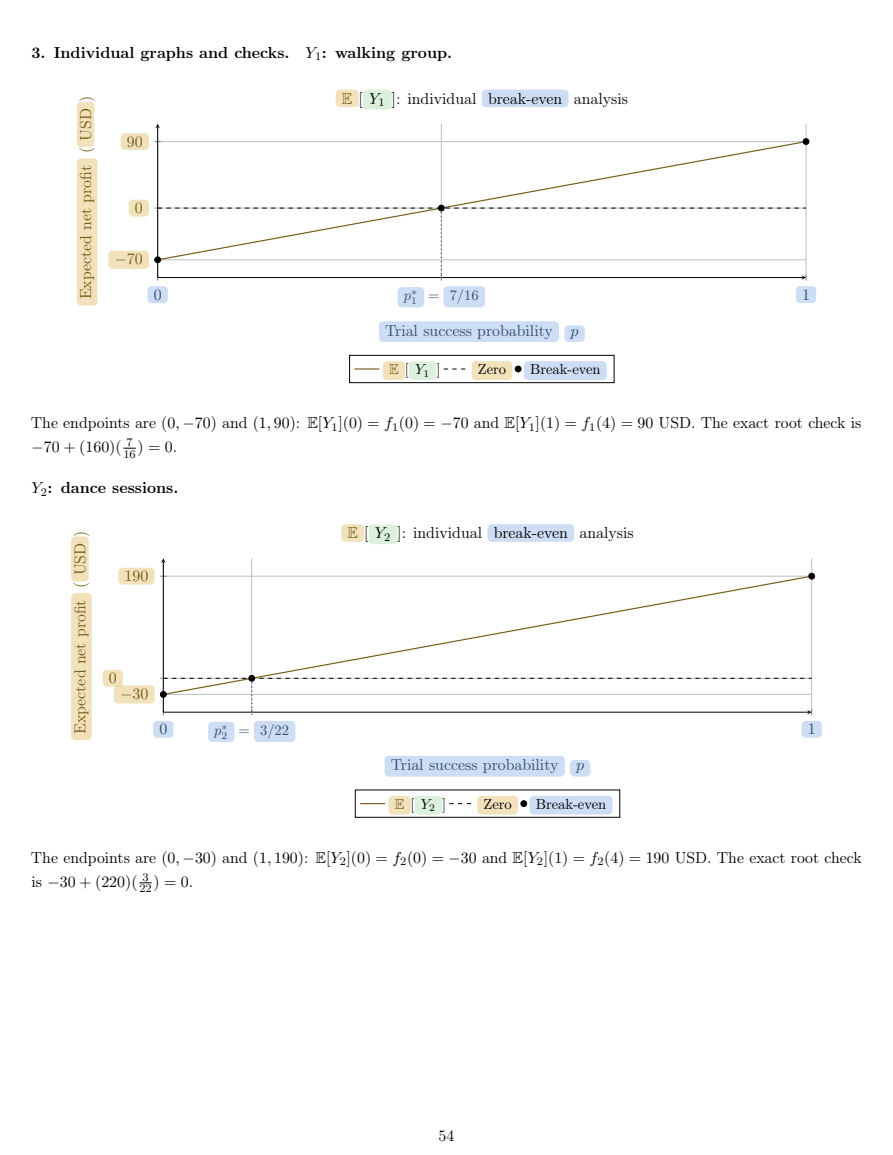 3. Individual graphs and checks. Y₁: walking group.
𝔼[Y₁]: individual break-even analysis
Expected net profit (USD)
90
0
−70
0
p₁* = 7/16
1
Trial success probability p
𝔼[Y₁] Zero Break-even
The endpoints are (0, −70) and (1, 90): 𝔼[Y₁](0) = f₁(0) = −70 and 𝔼[Y₁](1) = f₁(4) = 90 USD. The exact root check is
−70 + (160)(7/16) = 0.
Y₂: dance sessions.
𝔼[Y₂]: individual break-even analysis
Expected net profit (USD)
190
0
−30
0
p₂* = 3/22
1
Trial success probability p
𝔼[Y₂] Zero Break-even
The endpoints are (0, −30) and (1, 190): 𝔼[Y₂](0) = f₂(0) = −30 and 𝔼[Y₂](1) = f₂(4) = 190 USD. The exact root check
is −30 + (220)(3/22) = 0.
54